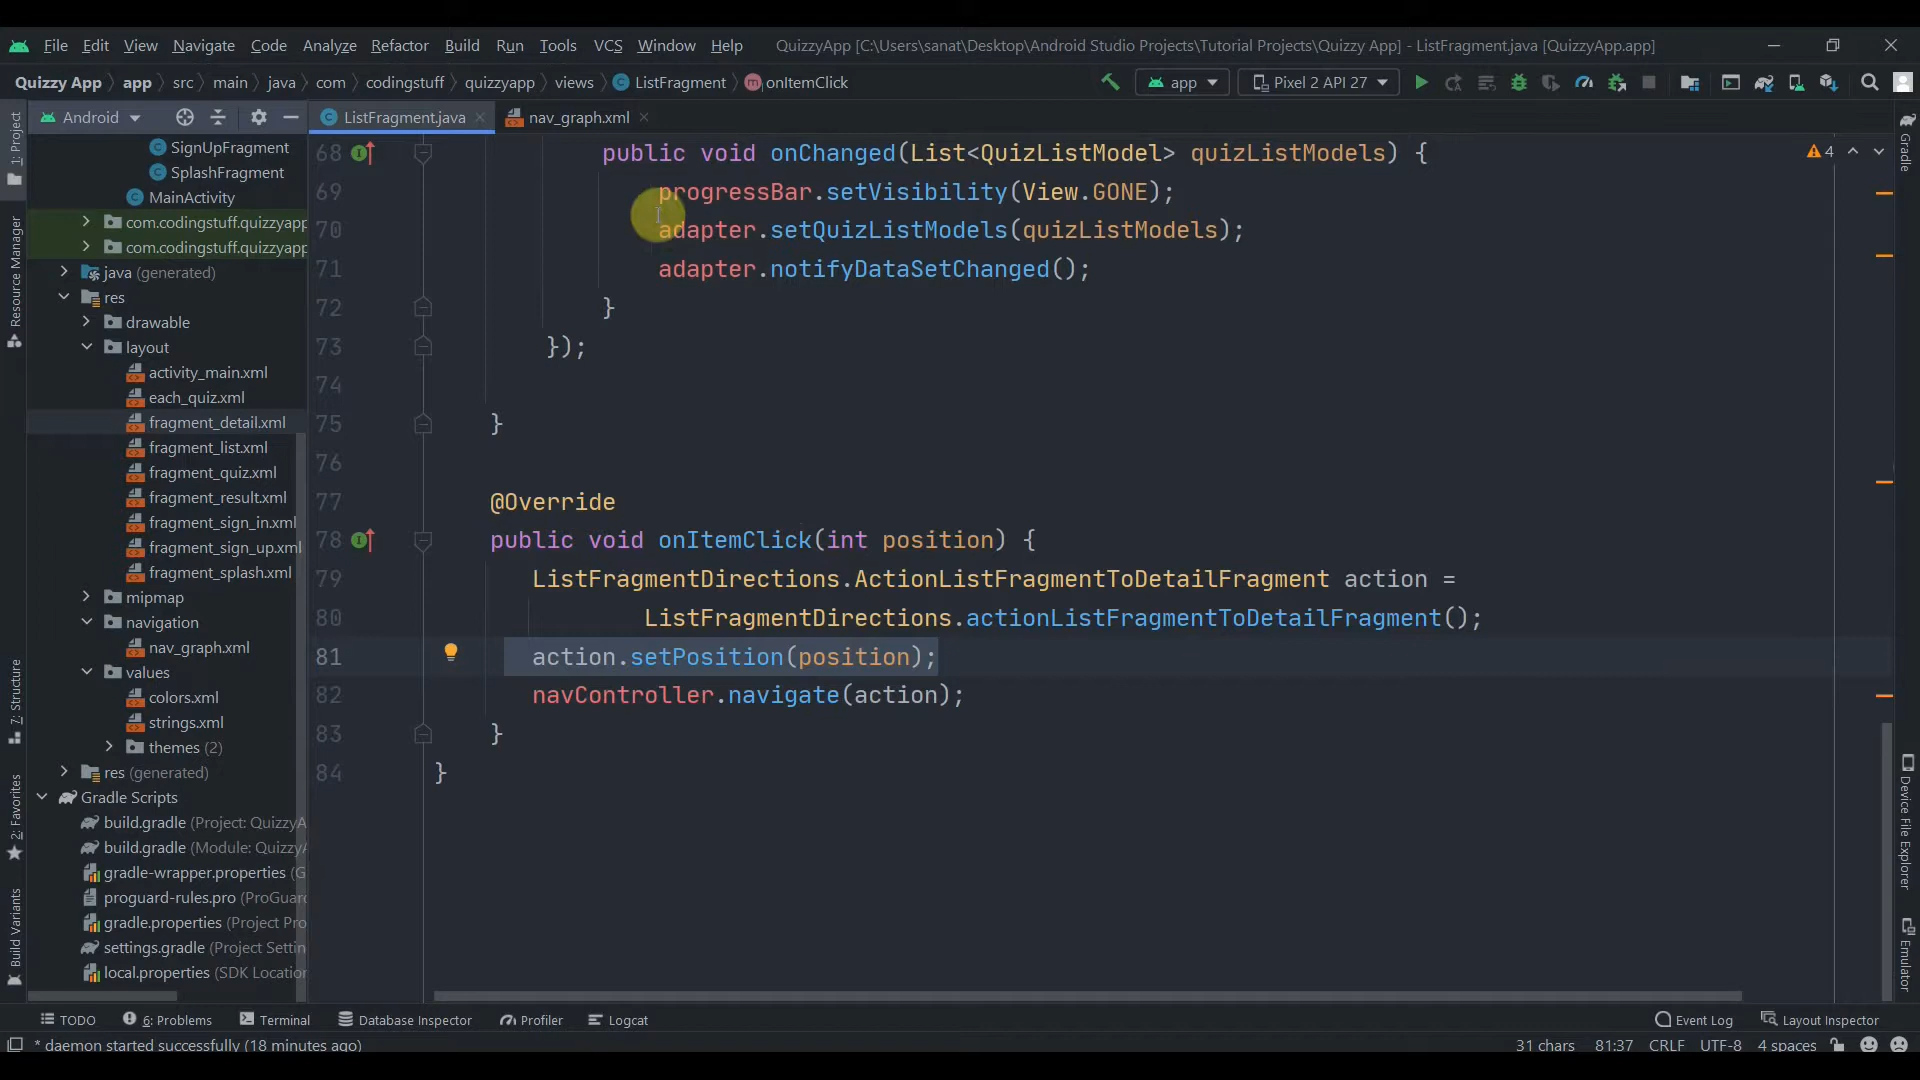 File Edit View Navigate Code Analyze Refactor Build Run Tools VCS Window Help QuizzyApp [C:\Users\sanat\Desktop\Android Studio Projects\Tutorial Projects\Quizzy App] - ListFragment.java [QuizzyApp.app]
Quizzy App app src main java com codingstuff quizzyapp views ListFragment onItemClick app Pixel 2 API 27
Android ListFragment.java nav_graph.xml
1: Project
Resource Manager
7: Structure
2: Favorites
Build Variants
SignUpFragment
SplashFragment
MainActivity
com.codingstuff.quizzyapp
com.codingstuff.quizzyapp
java (generated)
res
drawable
layout
activity_main.xml
each_quiz.xml
fragment_detail.xml
fragment_list.xml
fragment_quiz.xml
fragment_result.xml
fragment_sign_in.xml
fragment_sign_up.xml
fragment_splash.xml
mipmap
navigation
nav_graph.xml
values
colors.xml
strings.xml
themes (2)
res (generated)
Gradle Scripts
build.gradle (Project: QuizzyA
build.gradle (Module: QuizzyA
gradle-wrapper.properties (G
proguard-rules.pro (ProGuar
gradle.properties (Project Pro
settings.gradle (Project Settin
local.properties (SDK Location
68 public void onChanged(List<QuizListModel> quizListModels) {
69 progressBar.setVisibility(View.GONE);
70 adapter.setQuizListModels(quizListModels);
71 adapter.notifyDataSetChanged();
72 }
73 });
74
75 }
76
77 @Override
78 public void onItemClick(int position) {
79 ListFragmentDirections.ActionListFragmentToDetailFragment action =
80 ListFragmentDirections.actionListFragmentToDetailFragment();
81 action.setPosition(position);
82 navController.navigate(action);
83 }
84 }
4
Gradle
Device File Explorer
Emulator
TODO 6: Problems Terminal Database Inspector Profiler Logcat Event Log Layout Inspector
* daemon started successfully (18 minutes ago) 31 chars 81:37 CRLF UTF-8 4 spaces